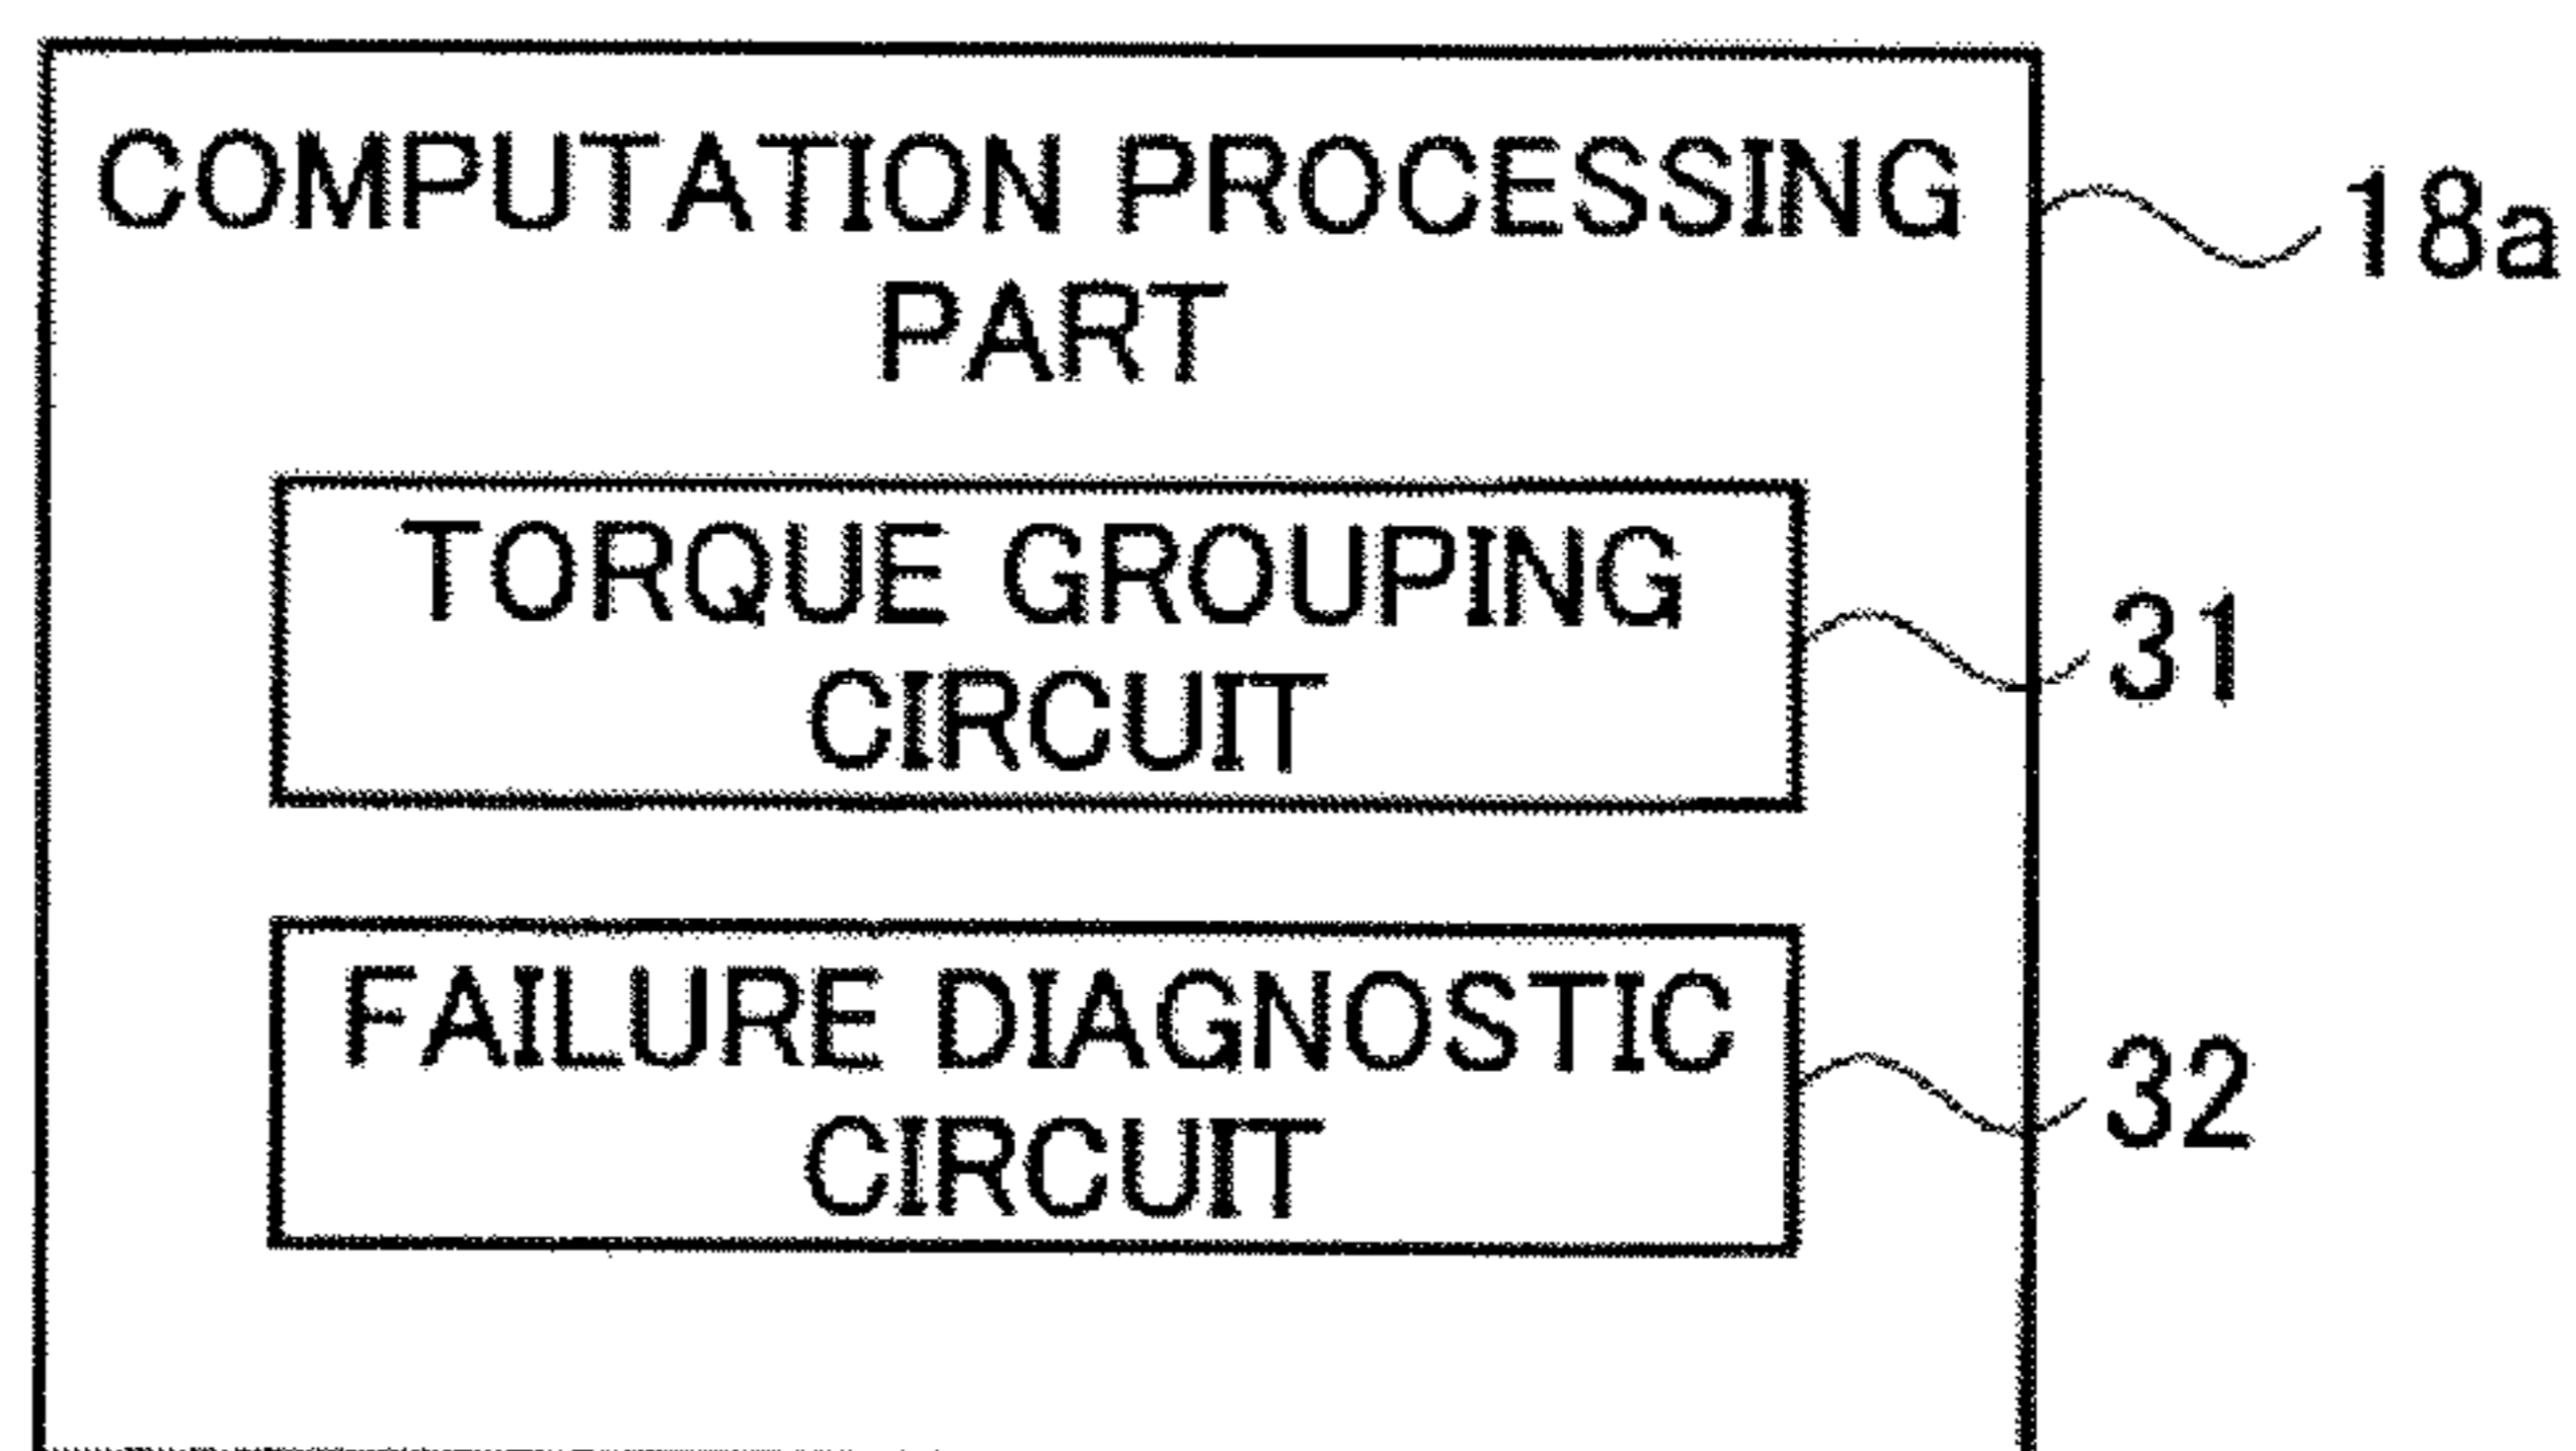 COMPUTATION PROCESSING
PART
18a
TORQUE GROUPING
CIRCUIT
31
FAILURE DIAGNOSTIC
CIRCUIT
32